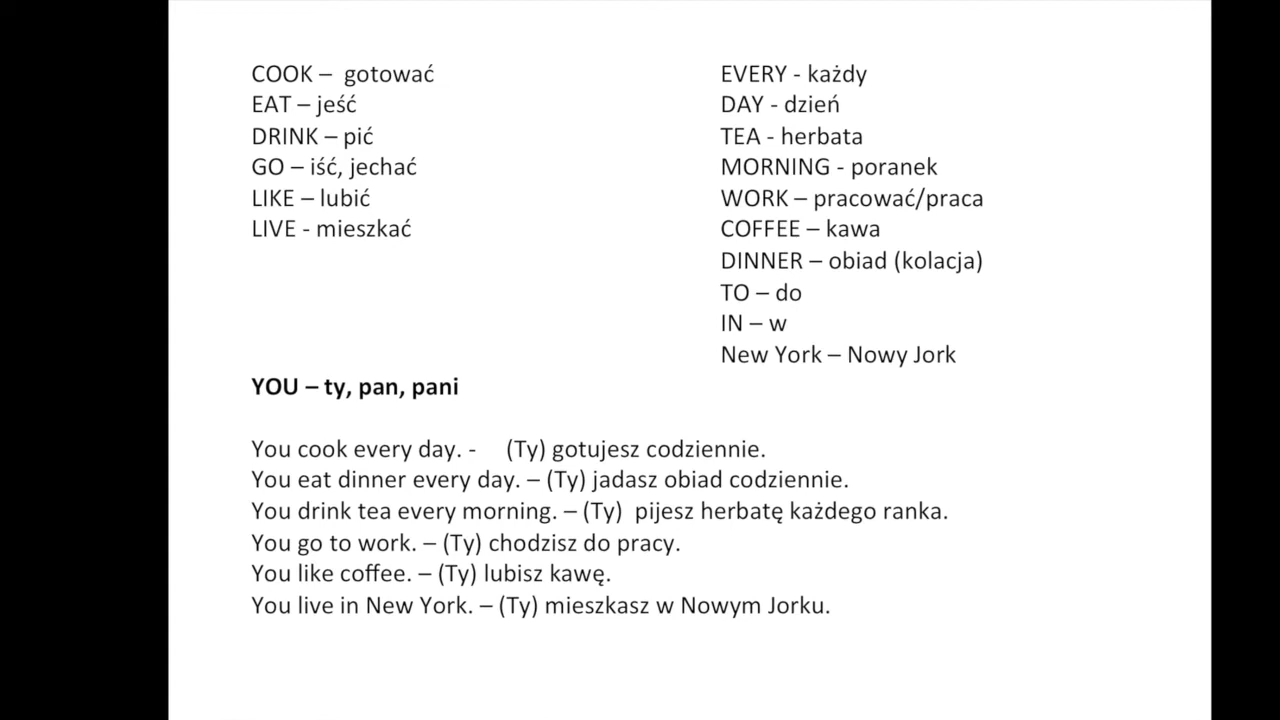 COOK – gotować
EAT – jeść
DRINK – pić
GO – iść, jechać
LIKE – lubić
LIVE - mieszkać
EVERY - każdy
DAY - dzień
TEA - herbata
MORNING - poranek
WORK – pracować/praca
COFFEE – kawa
DINNER – obiad (kolacja)
TO – do
IN – w
New York – Nowy Jork
YOU – ty, pan, pani
You cook every day. - (Ty) gotujesz codziennie.
You eat dinner every day. – (Ty) jadasz obiad codziennie.
You drink tea every morning. – (Ty) pijesz herbatę każdego ranka.
You go to work. – (Ty) chodzisz do pracy.
You like coffee. – (Ty) lubisz kawę.
You live in New York. – (Ty) mieszkasz w Nowym Jorku.